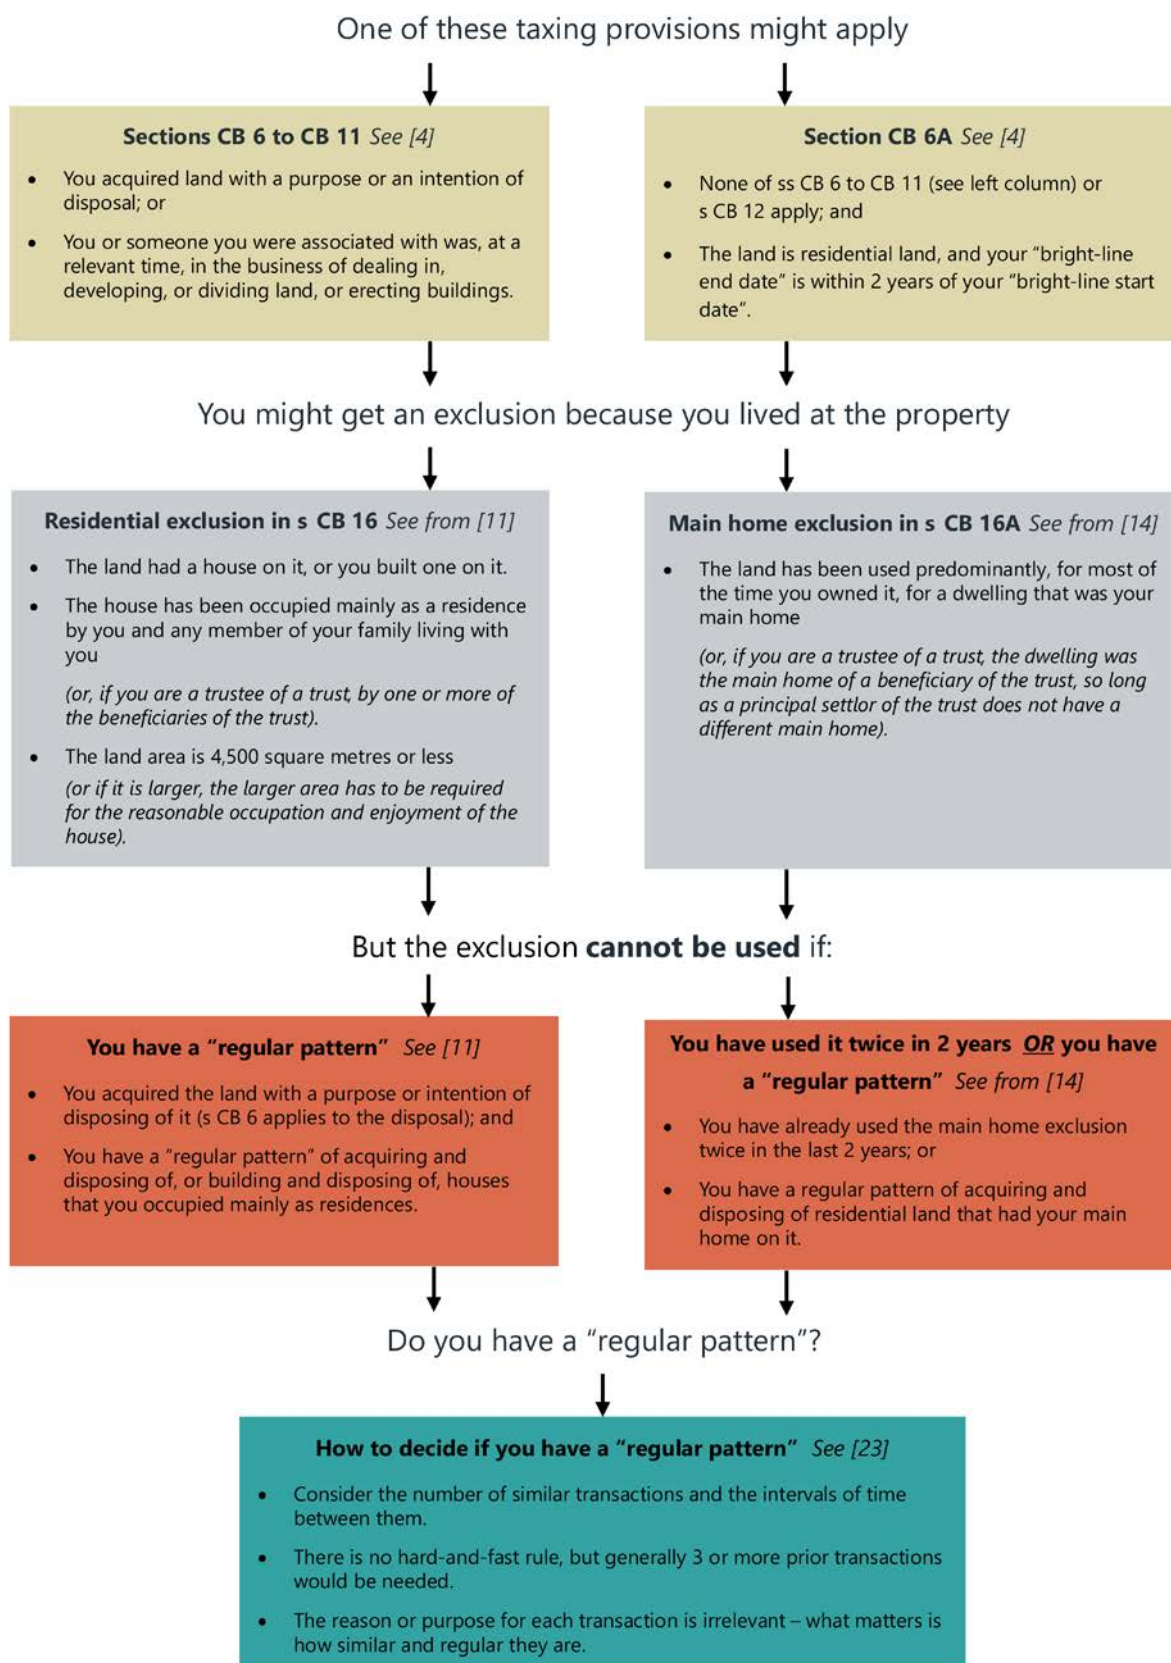 One of these taxing provisions might apply
Sections CB 6 to CB 11 See [4]
• You acquired land with a purpose or an intention of
disposal; or
• You or someone you were associated with was, at a
relevant time, in the business of dealing in,
developing, or dividing land, or erecting buildings.
Section CB 6A See [4]
• None of ss CB 6 to CB 11 (see left column) or
s CB 12 apply; and
• The land is residential land, and your “bright-line
end date” is within 2 years of your “bright-line start
date”.
You might get an exclusion because you lived at the property
Residential exclusion in s CB 16 See from [11]
• The land had a house on it, or you built one on it.
• The house has been occupied mainly as a residence
by you and any member of your family living with
you
(or, if you are a trustee of a trust, by one or more of
the beneficiaries of the trust).
• The land area is 4,500 square metres or less
(or if it is larger, the larger area has to be required
for the reasonable occupation and enjoyment of the
house).
Main home exclusion in s CB 16A See from [14]
• The land has been used predominantly, for most of
the time you owned it, for a dwelling that was your
main home
(or, if you are a trustee of a trust, the dwelling was
the main home of a beneficiary of the trust, so long
as a principal settlor of the trust does not have a
different main home).
But the exclusion cannot be used if:
You have a “regular pattern” See [11]
• You acquired the land with a purpose or intention of
disposing of it (s CB 6 applies to the disposal); and
• You have a “regular pattern” of acquiring and
disposing of, or building and disposing of, houses
that you occupied mainly as residences.
You have used it twice in 2 years OR you have
a “regular pattern” See from [14]
• You have already used the main home exclusion
twice in the last 2 years; or
• You have a regular pattern of acquiring and
disposing of residential land that had your main
home on it.
Do you have a “regular pattern”?
How to decide if you have a “regular pattern” See [23]
• Consider the number of similar transactions and the intervals of time
between them.
• There is no hard-and-fast rule, but generally 3 or more prior transactions
would be needed.
• The reason or purpose for each transaction is irrelevant – what matters is
how similar and regular they are.